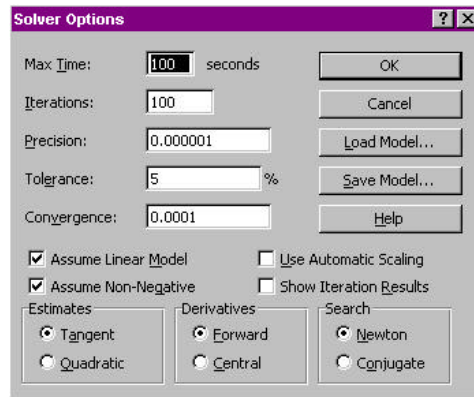 Solver Options
Max Time: 100 seconds OK
Iterations: 100 Cancel
Precision: 0.000001 Load Model...
Tolerance: 5 % Save Model...
Convergence: 0.0001 Help
Assume Linear Model Use Automatic Scaling
Assume Non-Negative Show Iteration Results
Estimates Derivatives Search
Tangent Forward Newton
Quadratic Central Conjugate